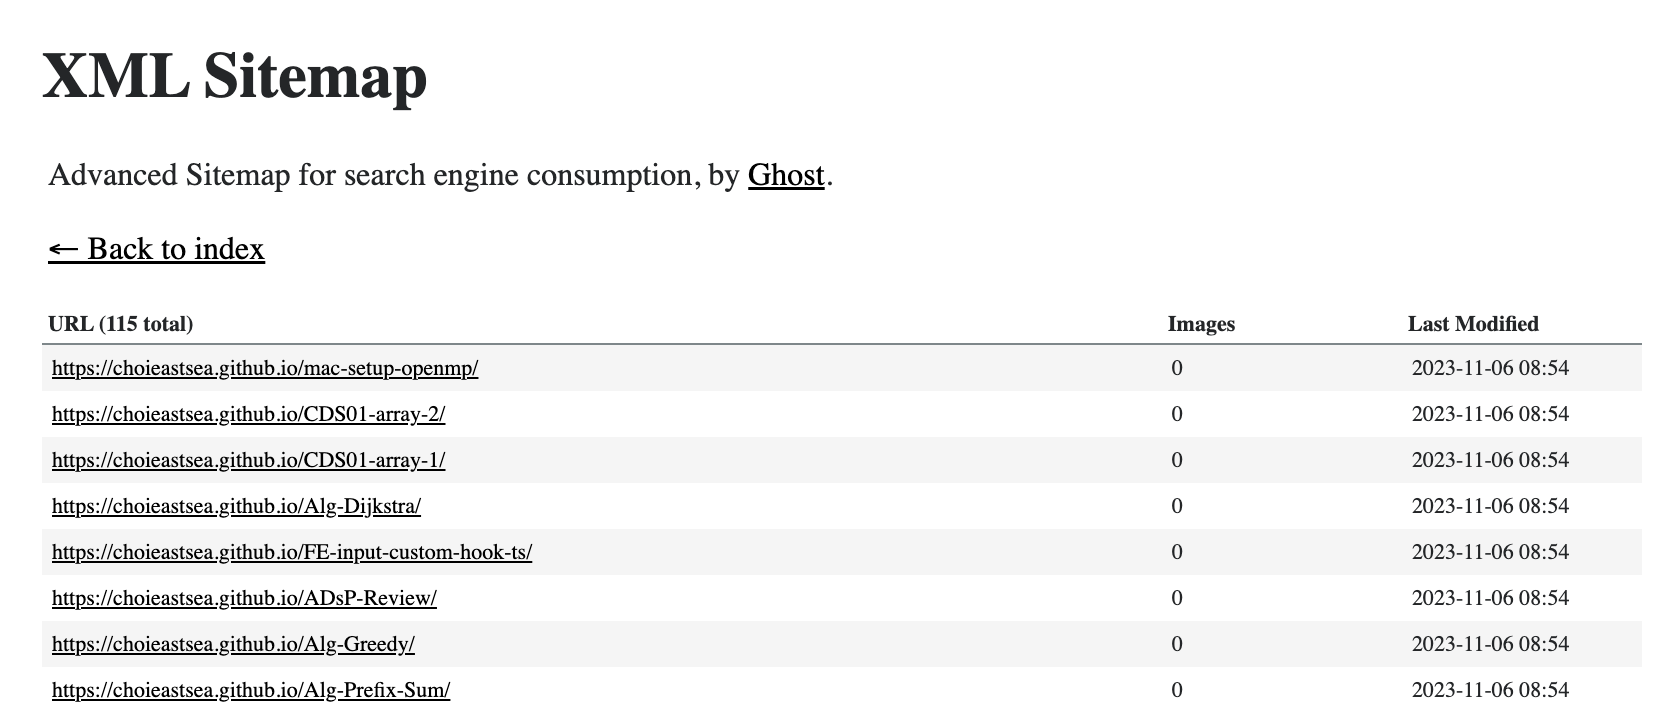 XML Sitemap
Advanced Sitemap for search engine consumption, by Ghost.
← Back to index
URL (115 total) Images Last Modified
https://choieastsea.github.io/mac-setup-openmp/ 0 2023-11-06 08:54
https://choieastsea.github.io/CDS01-array-2/ 0 2023-11-06 08:54
https://choieastsea.github.io/CDS01-array-1/ 0 2023-11-06 08:54
https://choieastsea.github.io/Alg-Dijkstra/ 0 2023-11-06 08:54
https://choieastsea.github.io/FE-input-custom-hook-ts/ 0 2023-11-06 08:54
https://choieastsea.github.io/ADsP-Review/ 0 2023-11-06 08:54
https://choieastsea.github.io/Alg-Greedy/ 0 2023-11-06 08:54
https://choieastsea.github.io/Alg-Prefix-Sum/ 0 2023-11-06 08:54